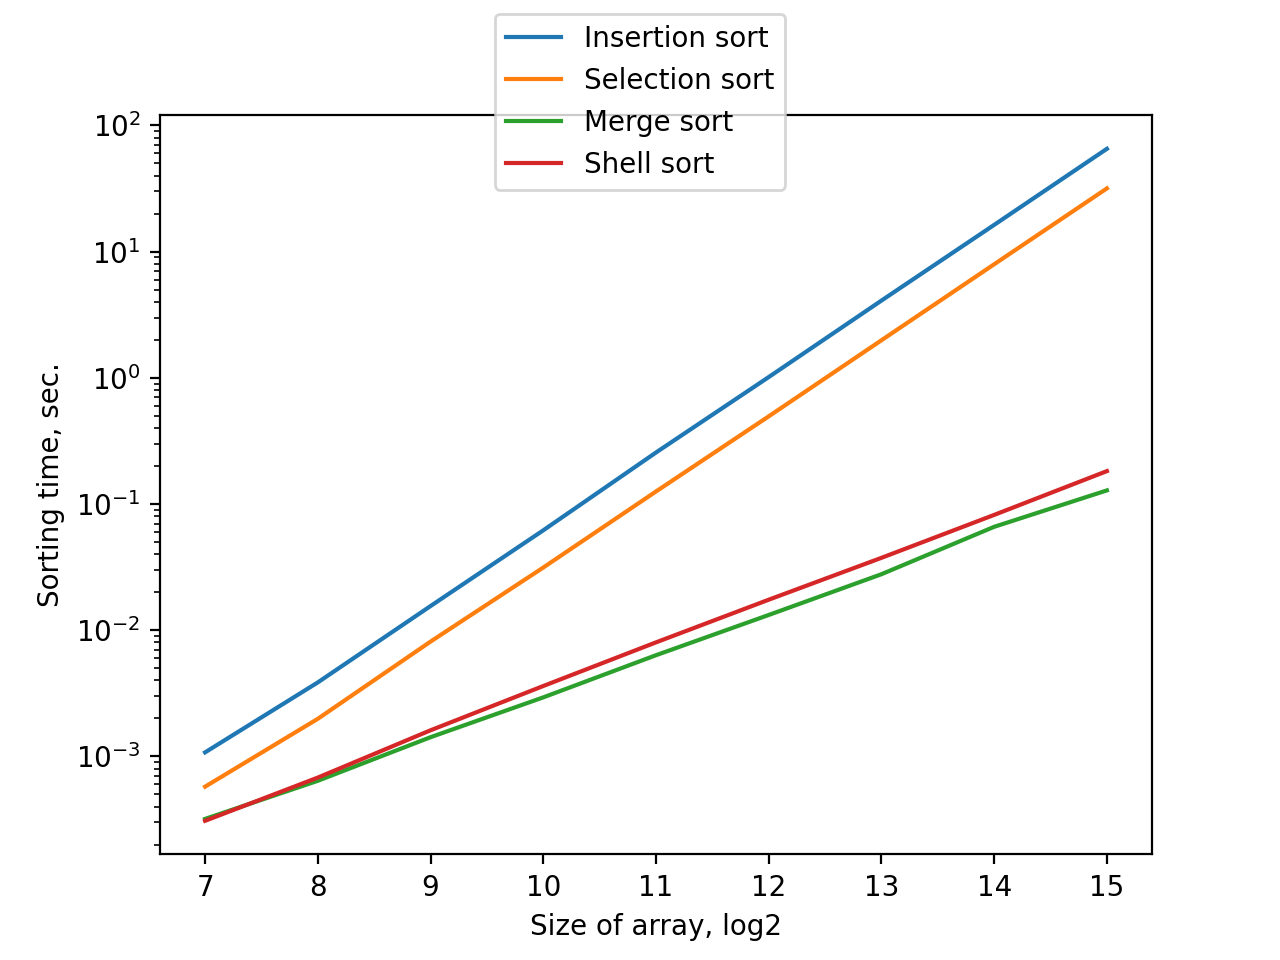 Insertion sort
Selection sort
Merge sort
Shell sort
10²
10¹
10⁰
10⁻¹
10⁻²
10⁻³
Sorting time, sec.
7 8 9 10 11 12 13 14 15
Size of array, log2